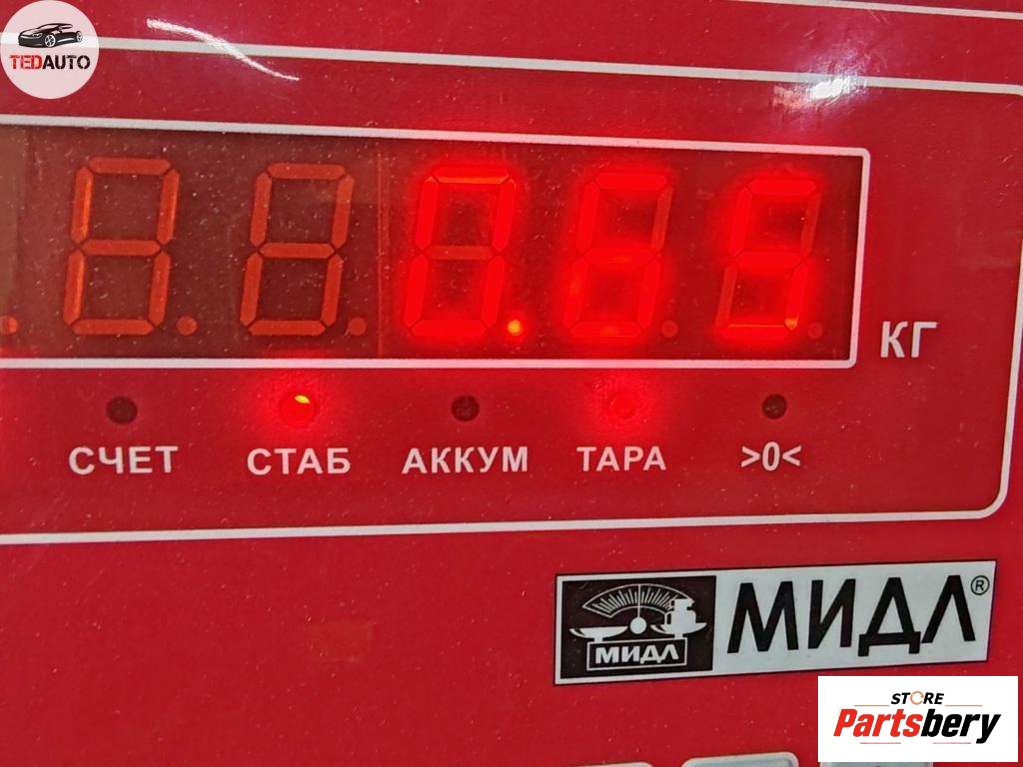 TEDAUTO
0.65
КГ
СЧЕТ СТАБ АККУМ ТАРА >0<
МИДЛ МИДЛ®
STORE
Partsbery